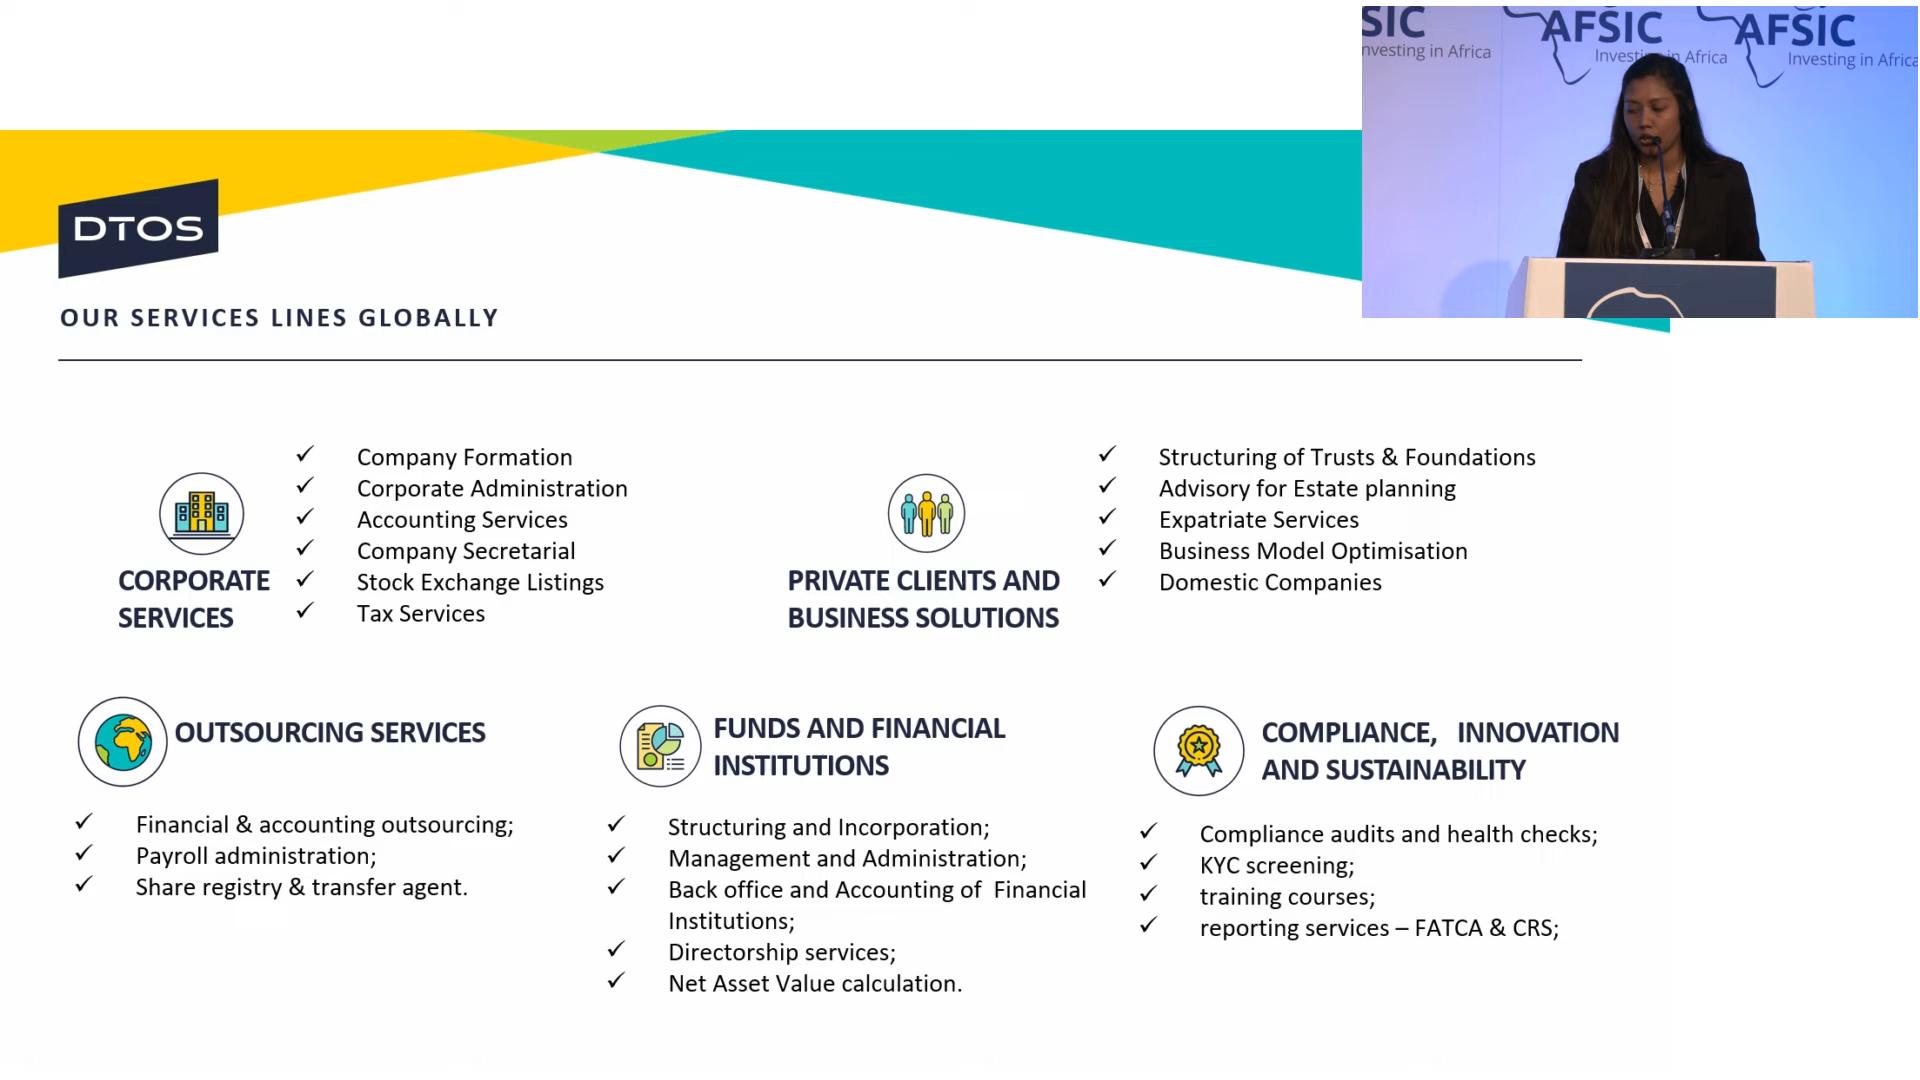 SIC
nvesting in Africa
AFSIC
Investing in Africa
AFSIC
Investing in Africa
DTOS
OUR SERVICES LINES GLOBALLY
CORPORATE
SERVICES
✓ Company Formation
✓ Corporate Administration
✓ Accounting Services
✓ Company Secretarial
✓ Stock Exchange Listings
✓ Tax Services
PRIVATE CLIENTS AND
BUSINESS SOLUTIONS
✓ Structuring of Trusts & Foundations
✓ Advisory for Estate planning
✓ Expatriate Services
✓ Business Model Optimisation
✓ Domestic Companies
OUTSOURCING SERVICES
✓ Financial & accounting outsourcing;
✓ Payroll administration;
✓ Share registry & transfer agent.
FUNDS AND FINANCIAL
INSTITUTIONS
✓ Structuring and Incorporation;
✓ Management and Administration;
✓ Back office and Accounting of Financial
Institutions;
✓ Directorship services;
✓ Net Asset Value calculation.
COMPLIANCE, INNOVATION
AND SUSTAINABILITY
✓ Compliance audits and health checks;
✓ KYC screening;
✓ training courses;
✓ reporting services – FATCA & CRS;